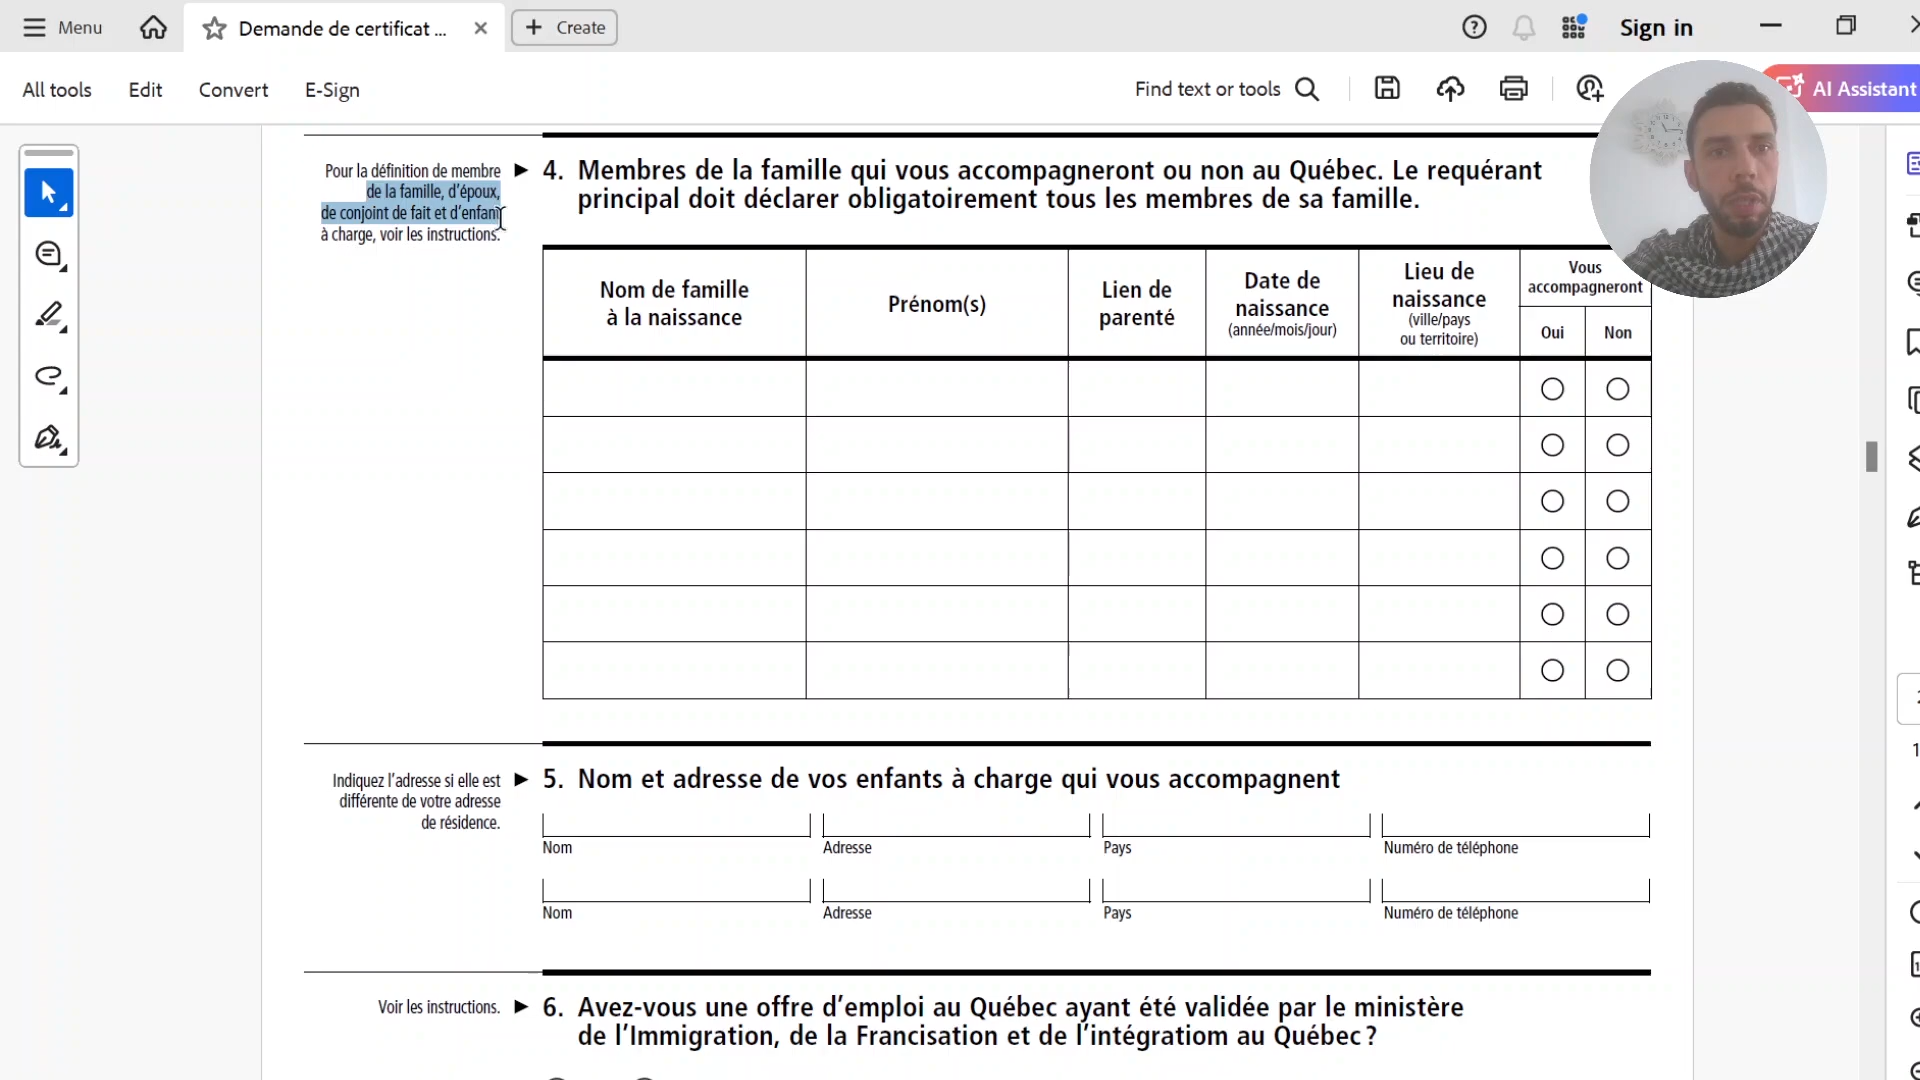 Menu
Demande de certificat ...
Create
Sign in
All tools
Edit
Convert
E-Sign
Find text or tools
AI Assistant
Pour la définition de membre
de la famille, d'époux,
de conjoint de fait et d'enfant
à charge, voir les instructions.
4. Membres de la famille qui vous accompagneront ou non au Québec. Le requérant
principal doit déclarer obligatoirement tous les membres de sa famille.
Nom de famille
à la naissance
Prénom(s)
Lien de
parenté
Date de
naissance
(année/mois/jour)
Lieu de
naissance
(ville/pays
ou territoire)
Vous
accompagneront
Oui
Non
Indiquez l'adresse si elle est
différente de votre adresse
de résidence.
5. Nom et adresse de vos enfants à charge qui vous accompagnent
Nom
Adresse
Pays
Numéro de téléphone
Nom
Adresse
Pays
Numéro de téléphone
Voir les instructions.
6. Avez-vous une offre d'emploi au Québec ayant été validée par le ministère
de l'Immigration, de la Francisation et de l'intégratiom au Québec ?